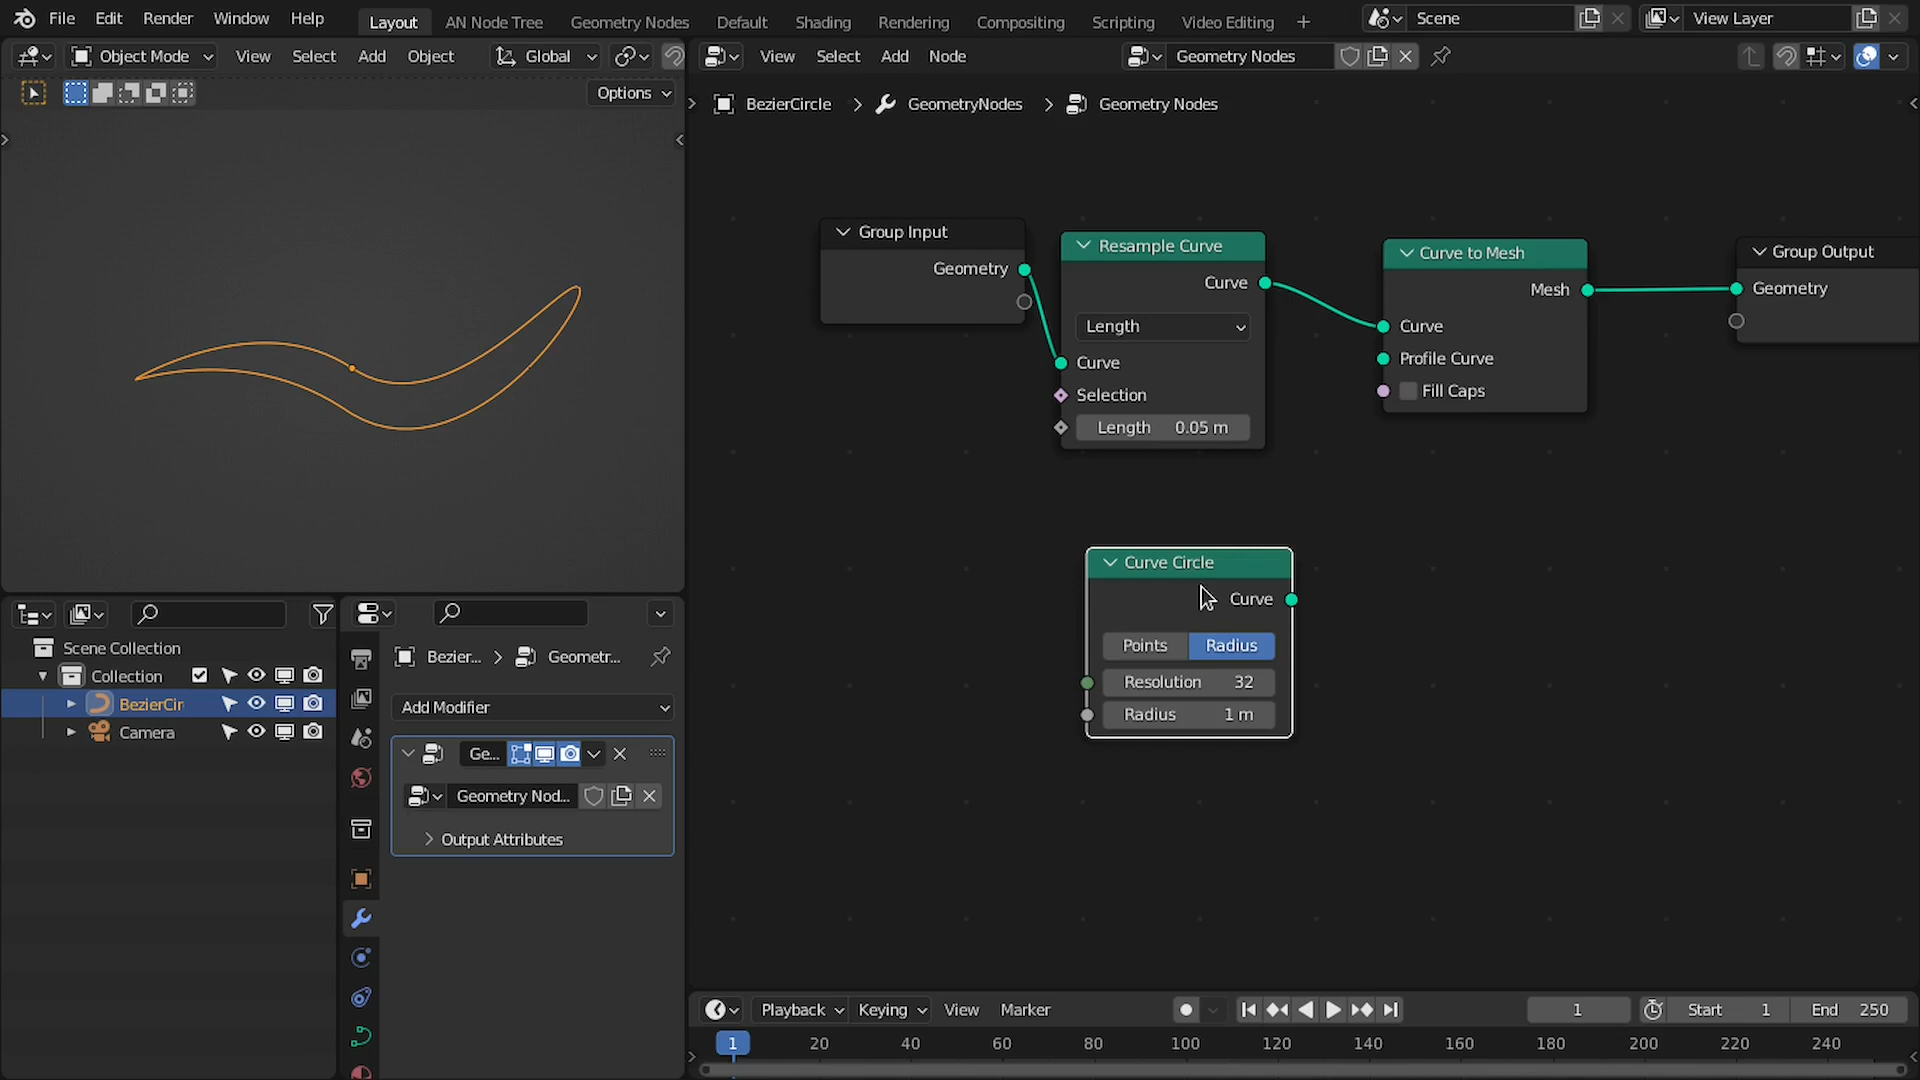 File Edit Render Window Help Layout AN Node Tree Geometry Nodes Default Shading Rendering Compositing Scripting Video Editing + Scene View Layer
Object Mode View Select Add Object Global
View Select Add Node Geometry Nodes
Options
BezierCircle > GeometryNodes > Geometry Nodes
Group Input
Geometry
Resample Curve
Curve
Length
Curve
Selection
Length 0.05 m
Curve to Mesh
Mesh
Curve
Profile Curve
Fill Caps
Group Output
Geometry
Curve Circle
Curve
Points Radius
Resolution 32
Radius 1 m
Scene Collection
Collection
BezierCir
Camera
Bezier... > Geometr...
Add Modifier
Ge...
Geometry Nod...
Output Attributes
Playback Keying View Marker 1 Start 1 End 250
1 20 40 60 80 100 120 140 160 180 200 220 240